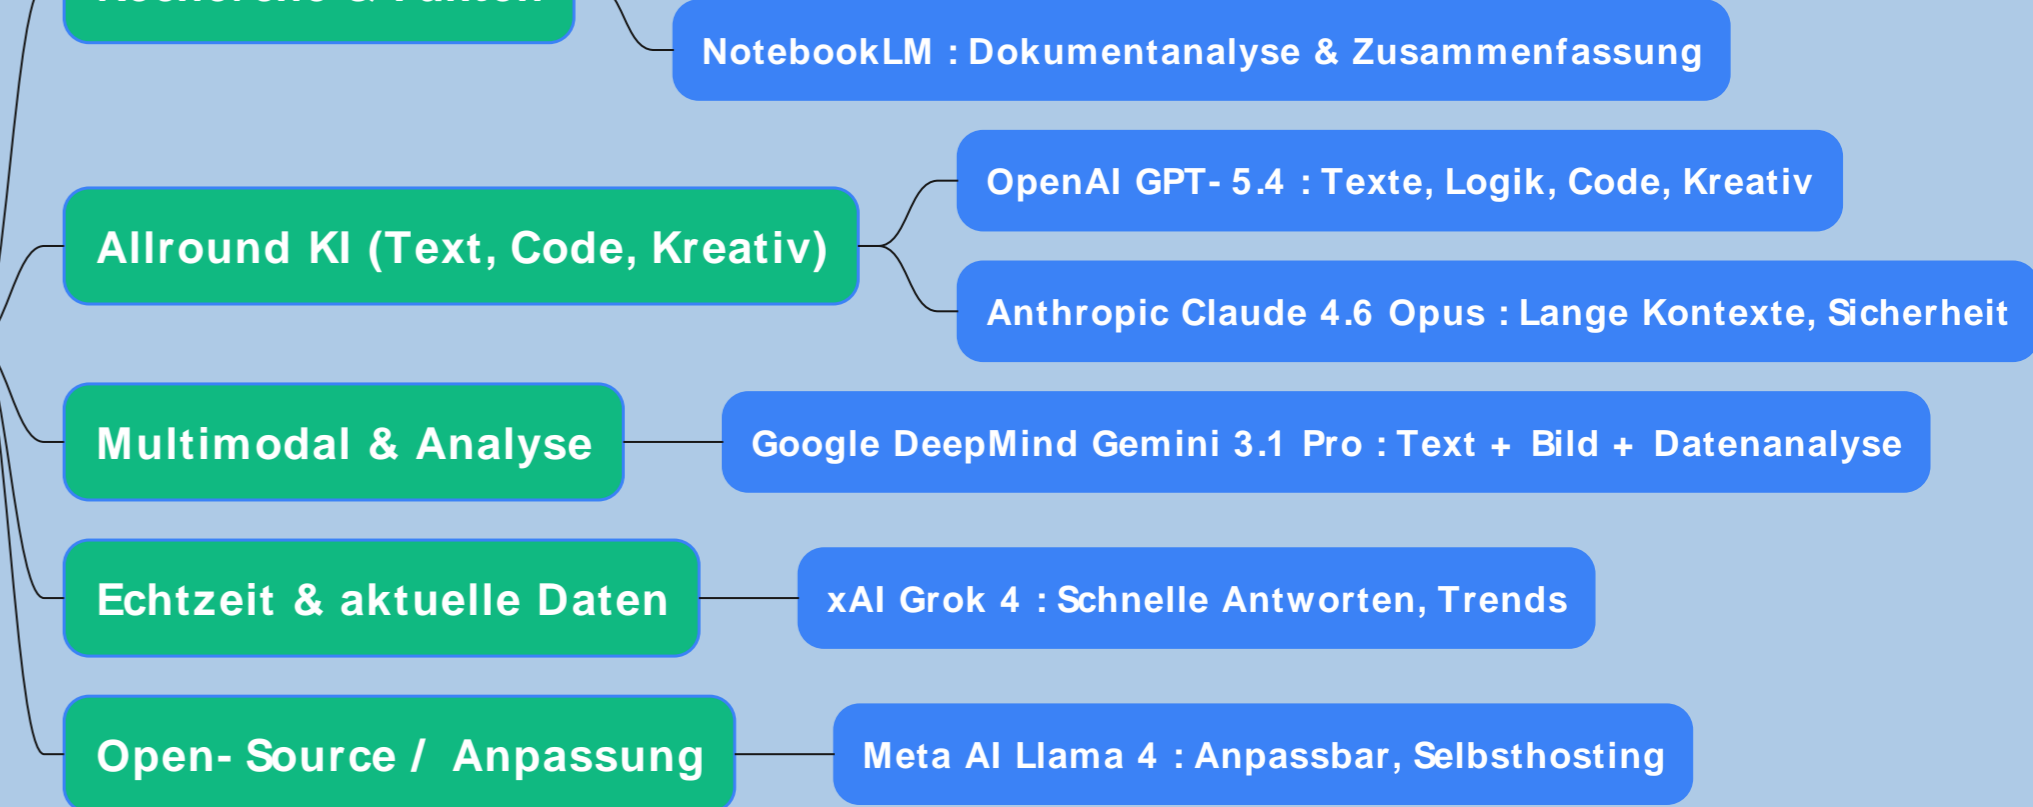 NotebookLM : Dokumentanalyse & Zusammenfassung
Allround KI (Text, Code, Kreativ)
OpenAI GPT- 5.4 : Texte, Logik, Code, Kreativ
Anthropic Claude 4.6 Opus : Lange Kontexte, Sicherheit
Multimodal & Analyse
Google DeepMind Gemini 3.1 Pro : Text + Bild + Datenanalyse
Echtzeit & aktuelle Daten
xAI Grok 4 : Schnelle Antworten, Trends
Open- Source / Anpassung
Meta AI Llama 4 : Anpassbar, Selbsthosting